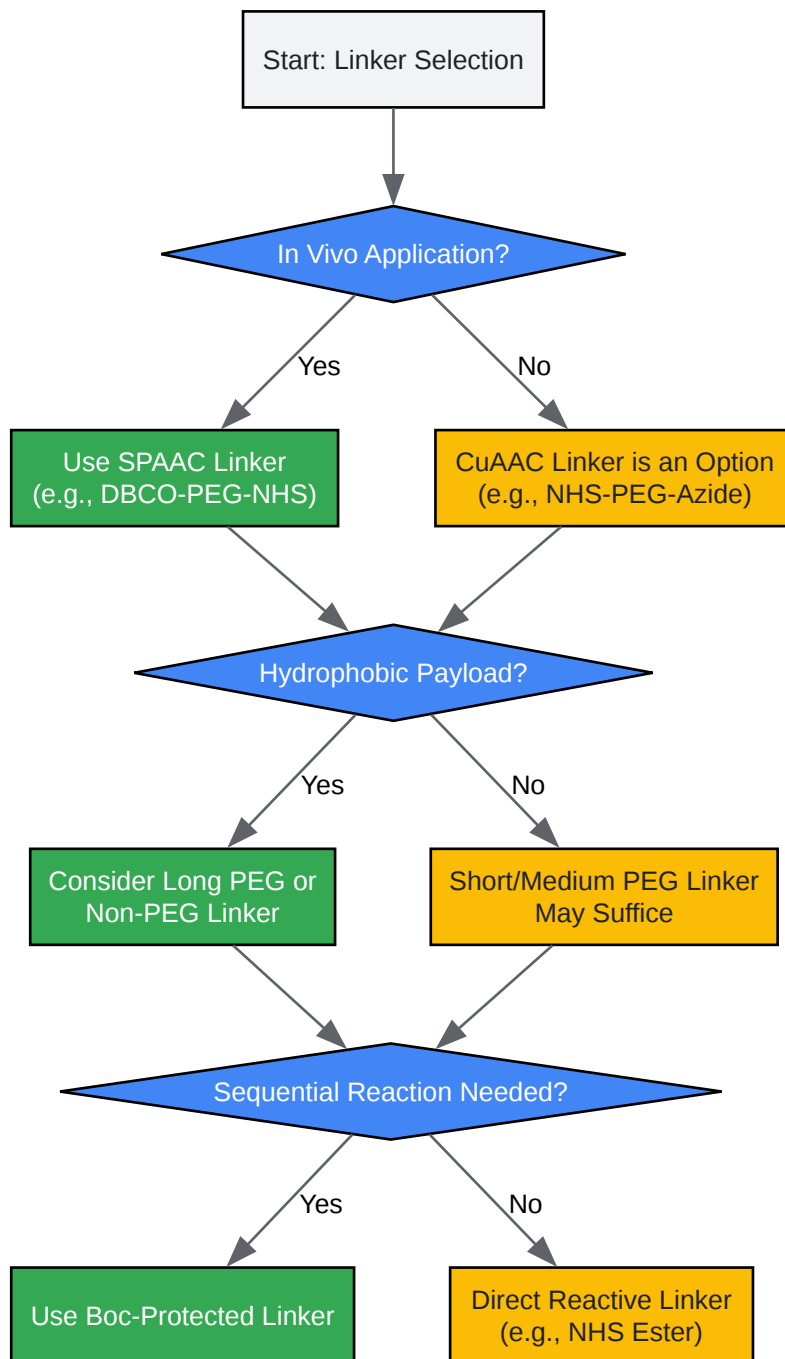 Start: Linker Selection
In Vivo Application?
Yes
No
Use SPAAC Linker
(e.g., DBCO-PEG-NHS)
CuAAC Linker is an Option
(e.g., NHS-PEG-Azide)
Hydrophobic Payload?
Yes
No
Consider Long PEG or
Non-PEG Linker
Short/Medium PEG Linker
May Suffice
Sequential Reaction Needed?
Yes
No
Use Boc-Protected Linker
Direct Reactive Linker
(e.g., NHS Ester)